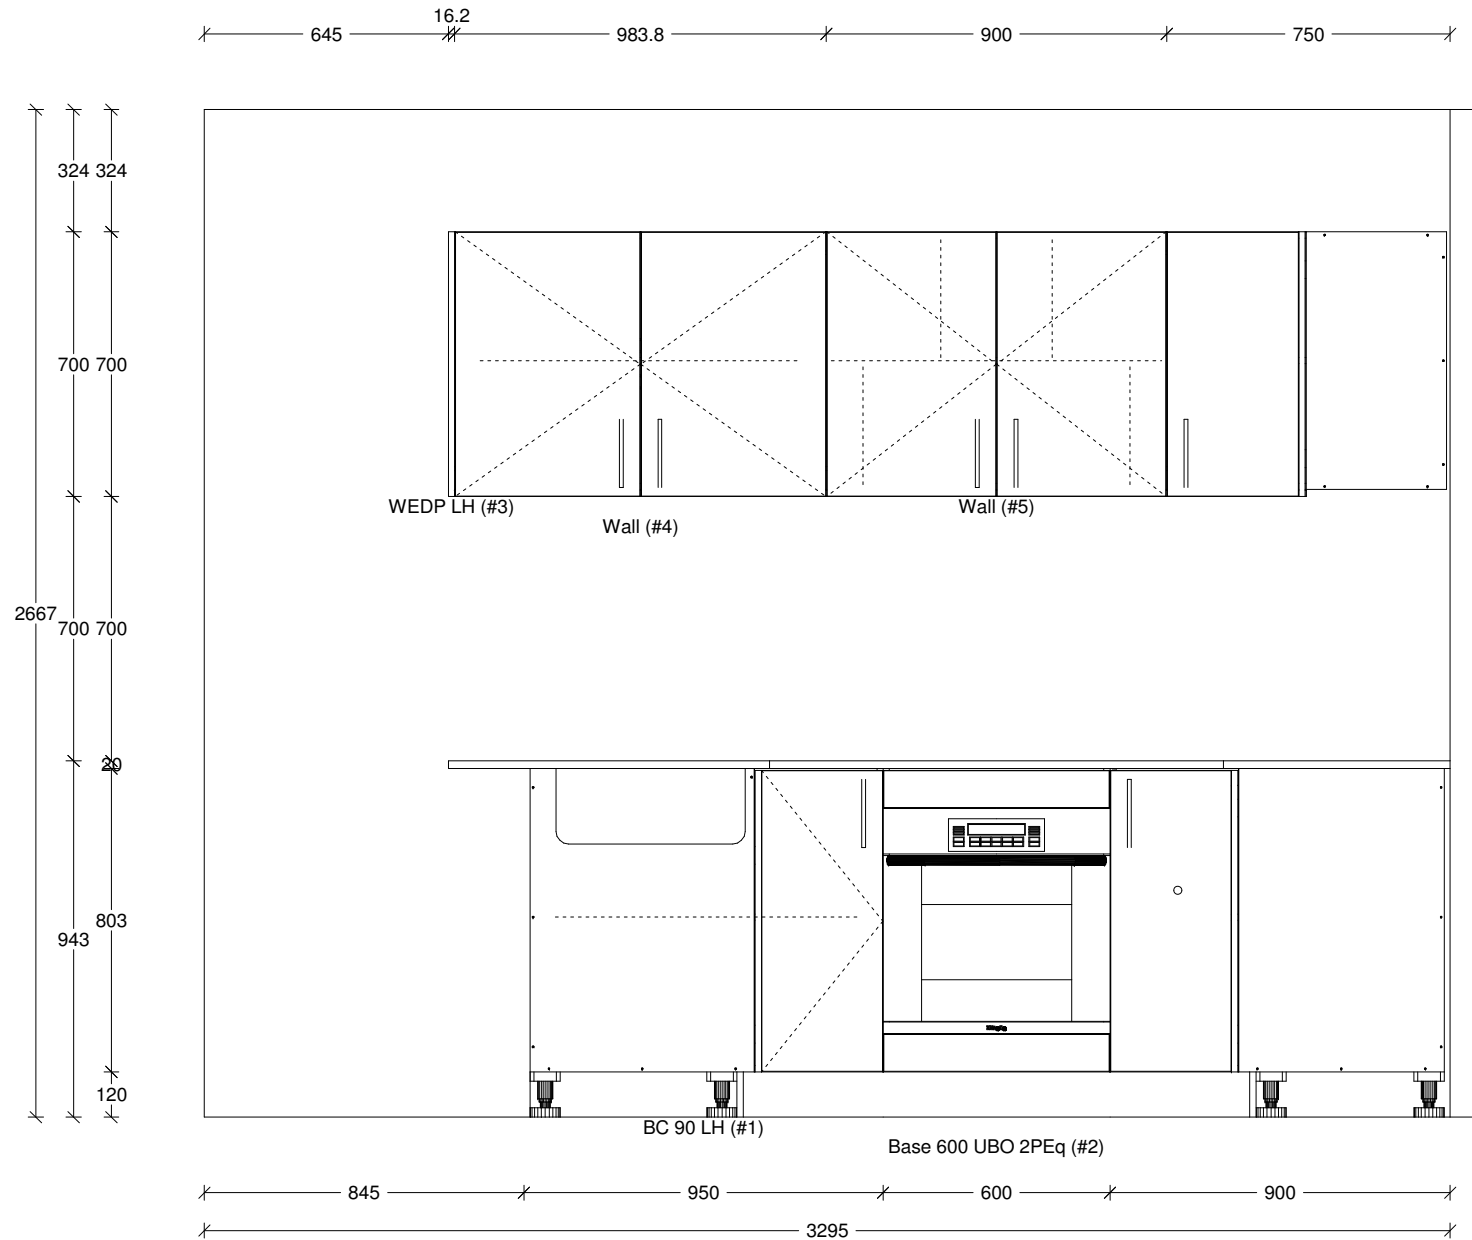 16.2
645 983.8 900 750
324 324
700 700
WEDP LH (#3)
Wall (#4)
Wall (#5)
2667
700 700
20
803
943
120
BC 90 LH (#1)
Base 600 UBO 2PEq (#2)
845 950 600 900
3295